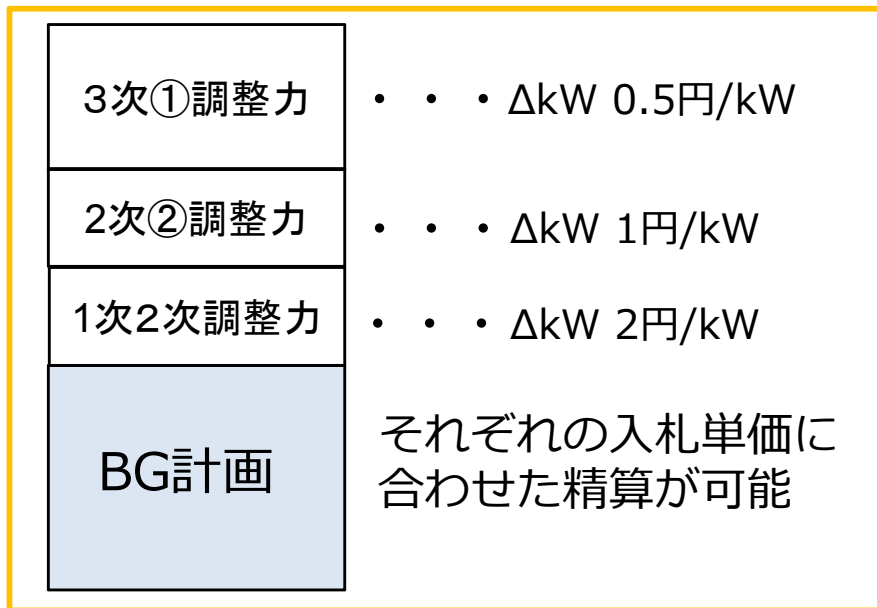 ３次①調整力 ・・・ΔkW 0.5円/kW
2次②調整力 ・・・ΔkW 1円/kW
1次２次調整力 ・・・ΔkW 2円/kW
BG計画
それぞれの入札単価に
合わせた精算が可能